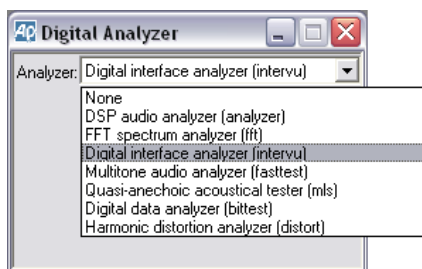 AP Digital Analyzer
Analyzer: Digital interface analyzer (intervu)
None
DSP audio analyzer (analyzer)
FFT spectrum analyzer (fft)
Digital interface analyzer (intervu)
Multitone audio analyzer (fasttest)
Quasi-anechoic acoustical tester (mls)
Digital data analyzer (bittest)
Harmonic distortion analyzer (distort)